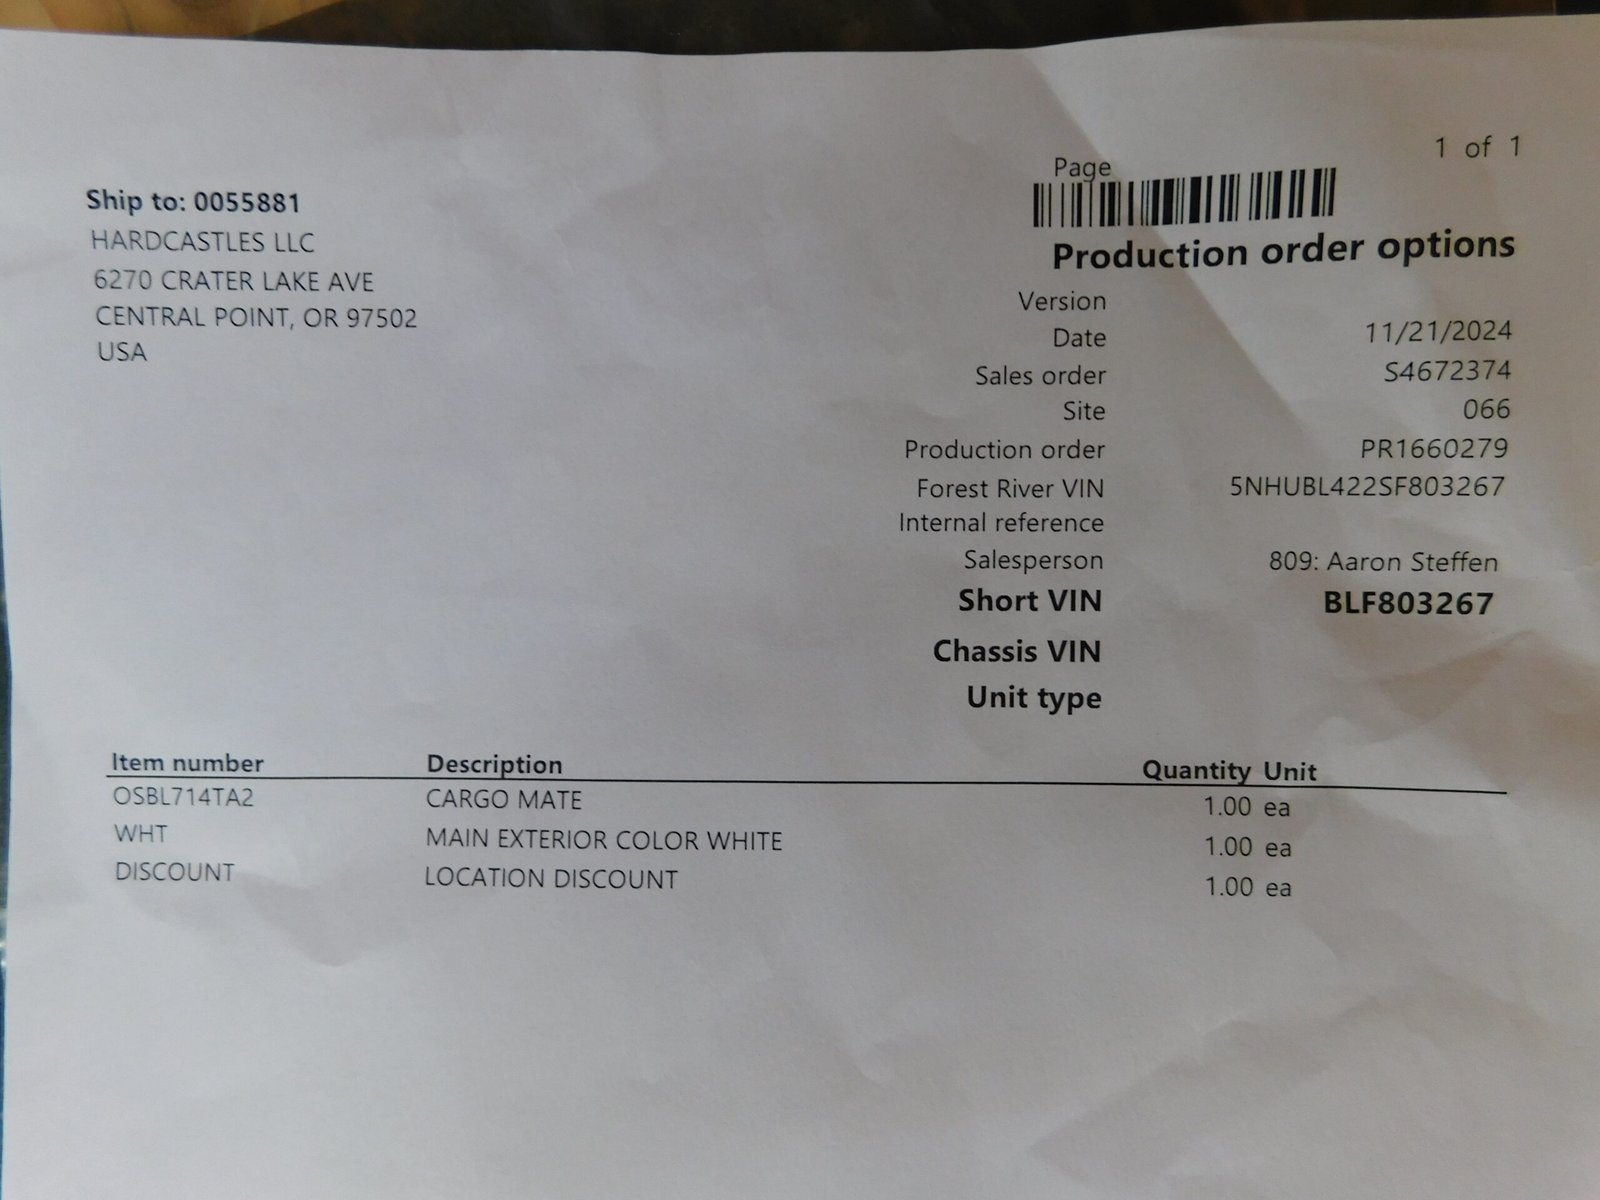 1 of 1
Page
Ship to: 0055881
HARDCASTLES LLC
6270 CRATER LAKE AVE
CENTRAL POINT, OR 97502
USA
Production order options
Version
Date 11/21/2024
Sales order S4672374
Site 066
Production order PR1660279
Forest River VIN 5NHUBL422SF803267
Internal reference
Salesperson 809: Aaron Steffen
Short VIN BLF803267
Chassis VIN
Unit type
Item number Description Quantity Unit
OSBL714TA2 CARGO MATE 1.00 ea
WHT MAIN EXTERIOR COLOR WHITE 1.00 ea
DISCOUNT LOCATION DISCOUNT 1.00 ea